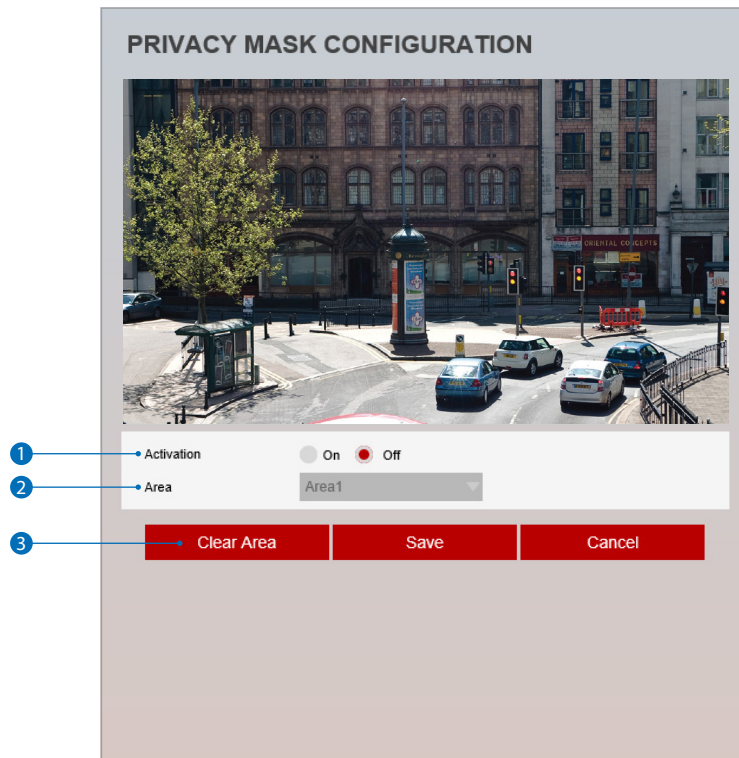 PRIVACY MASK CONFIGURATION
ORIENTAL CONCEPTS
1 Activation On Off
2 Area Area1
3 Clear Area Save Cancel